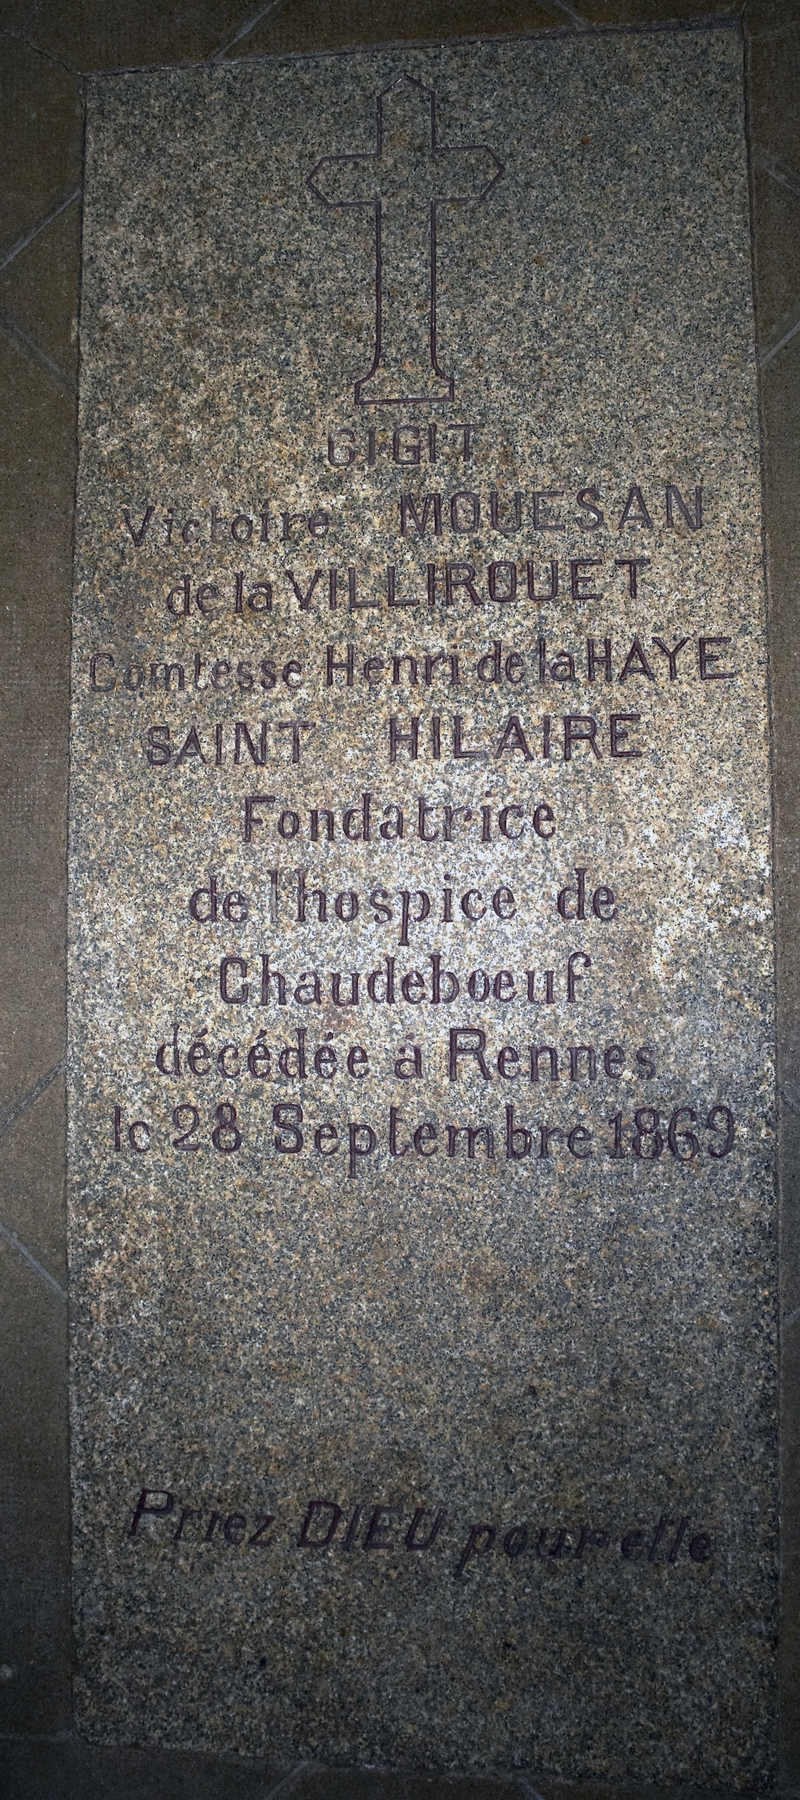 CIGIT
Victoire MOUESAN
de la VILLIROUET
Comtesse Henri de la HAYE
SAINT HILAIRE
Fondatrice
de l'hospice de
Chaudeboeuf
décédée à Rennes
le 28 Septembre 1869
Priez DIEU pour elle